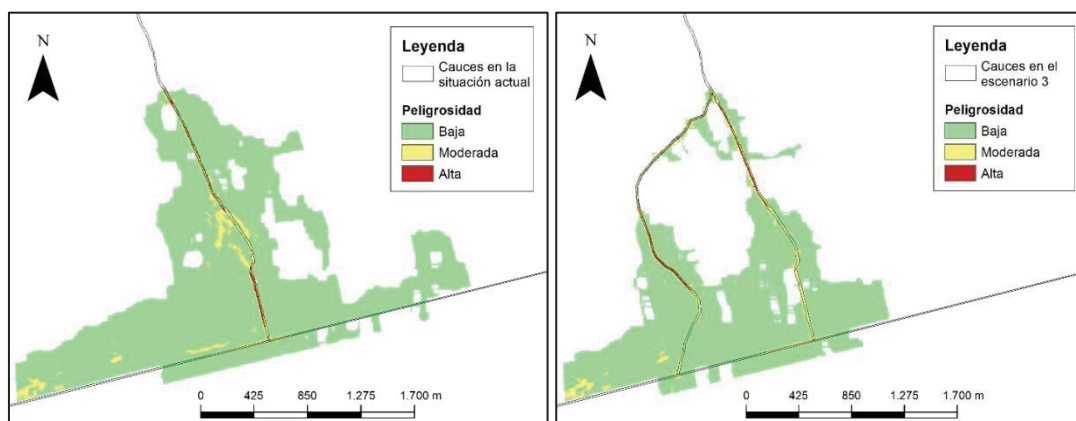 N
Leyenda
Cauces en la
situación actual
Peligrosidad
Baja
Moderada
Alta
0 425 850 1.275 1.700 m
N
Leyenda
Cauces en el
escenario 3
Peligrosidad
Baja
Moderada
Alta
0 425 850 1.275 1.700 m